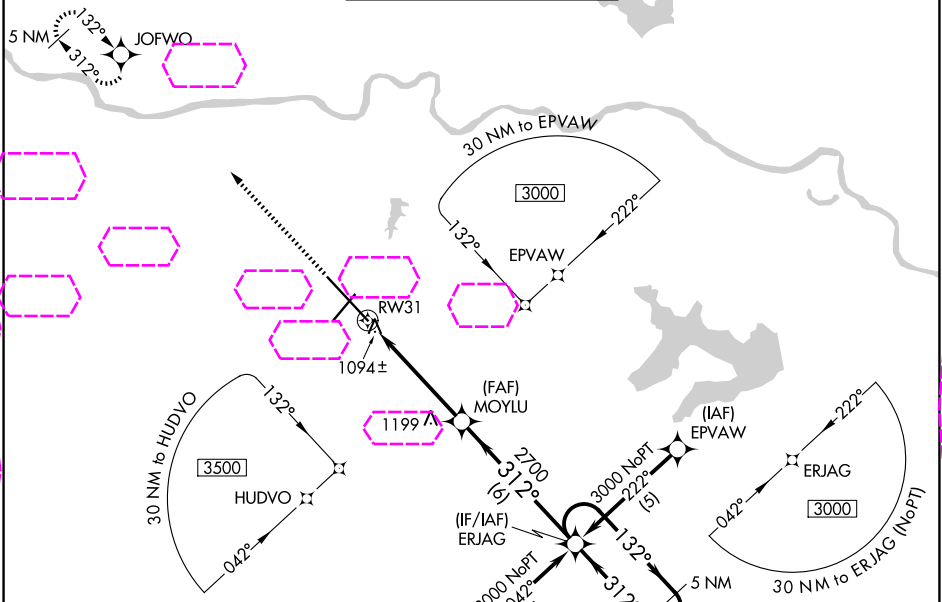 132°
5 NM
JOFWO
312°
30 NM to EPVAW
3000
132°
222°
EPVAW
RW31
1094±
(FAF)
MOYLU
1199
30 NM to HUDVO
132°
3500
HUDVO
042°
2700
312°
(6)
(IAF)
EPVAW
3000 NoPT
222°
(5)
(IF/IAF)
ERJAG
132°
5 NM
312°
042°
222°
ERJAG
3000
042°
30 NM to ERJAG (NoPT)